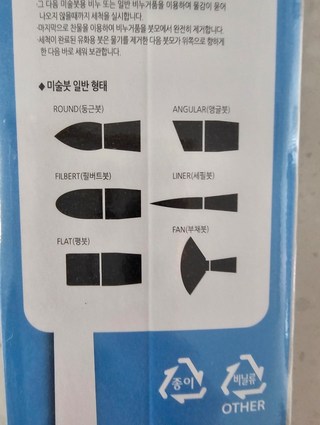 그 다음 미술붓용 비누 또는 일반 비누거품을 이용하여 물감이 묻어
나오지 않을때까지 세척을 실시합니다.
·마지막으로 찬물을 이용하여 비누거품을 붓모에서 완전히 제거합니다.
·세척이 완료된 유화용 붓은 물기를 제거한 다음 붓모가 위쪽으로 향하게
한 다음 바로 세워 보관합니다.
◆ 미술붓 일반 형태
ROUND(둥근붓)
ANGULAR(앵글붓)
FILBERT(필버트붓)
LINER(세필붓)
FLAT(평붓)
FAN(부채붓)
종이
비닐류
OTHER